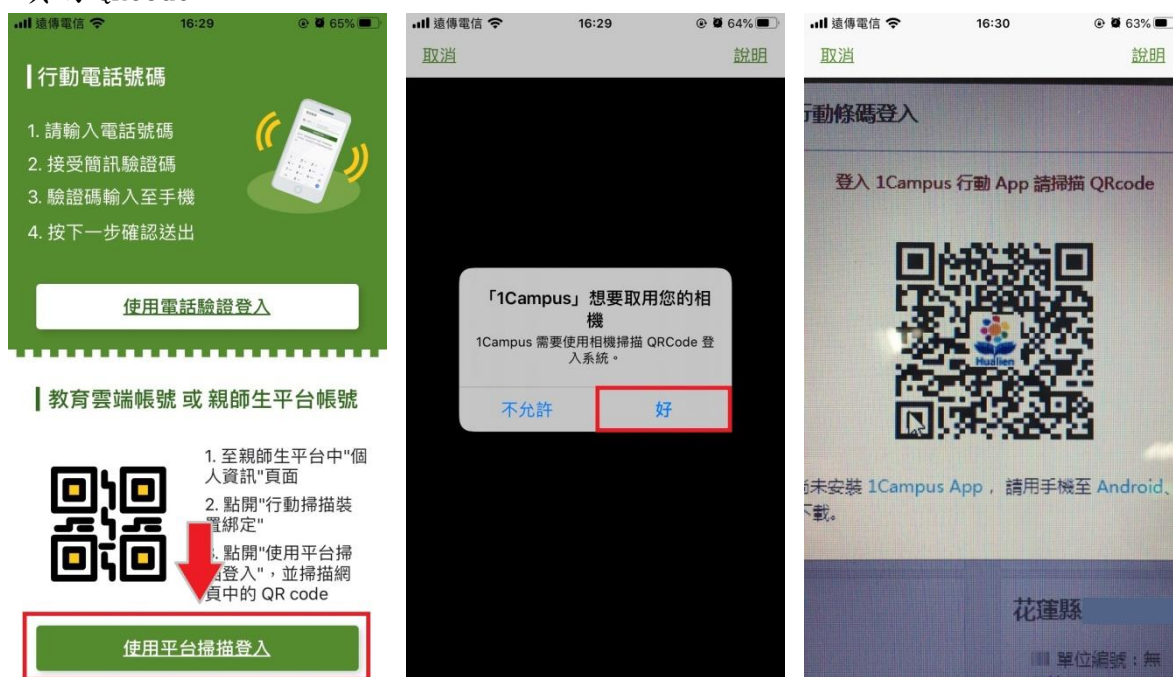 遠傳電信 16:29 65%
行動電話號碼
1. 請輸入電話號碼
2. 接受簡訊驗證碼
3. 驗證碼輸入至手機
4. 按下一步確認送出
使用電話驗證登入
教育雲端帳號 或 親師生平台帳號
1. 至親師生平台中"個
人資訊"頁面
2. 點開"行動掃描裝
置綁定"
3. 點開"使用平台掃
描登入"，並掃描網
頁中的 QR code
使用平台掃描登入
遠傳電信 16:29 64%
取消 說明
「1Campus」想要取用您的相
機
1Campus 需要使用相機掃描 QRCode 登
入系統。
不允許 好
遠傳電信 16:30 63%
取消 說明
行動條碼登入
登入 1Campus 行動 App 請掃描 QRcode
Hualien
尚未安裝 1Campus App， 請用手機至 Android、
下載。
花蓮縣
單位編號：無